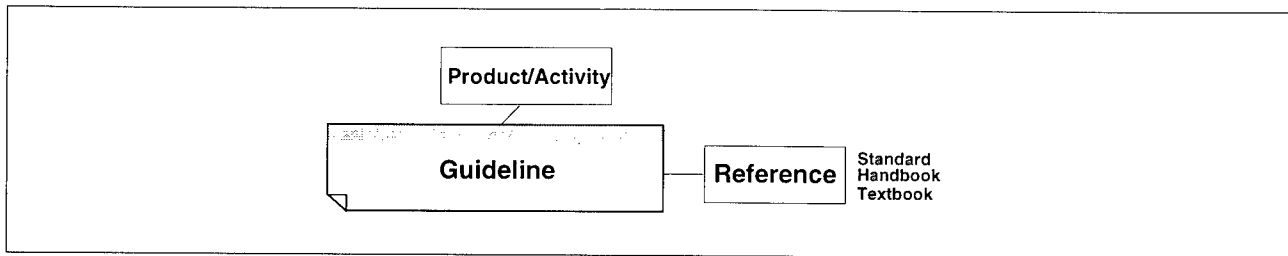 Product/Activity
Guideline
Reference
Standard
Handbook
Textbook